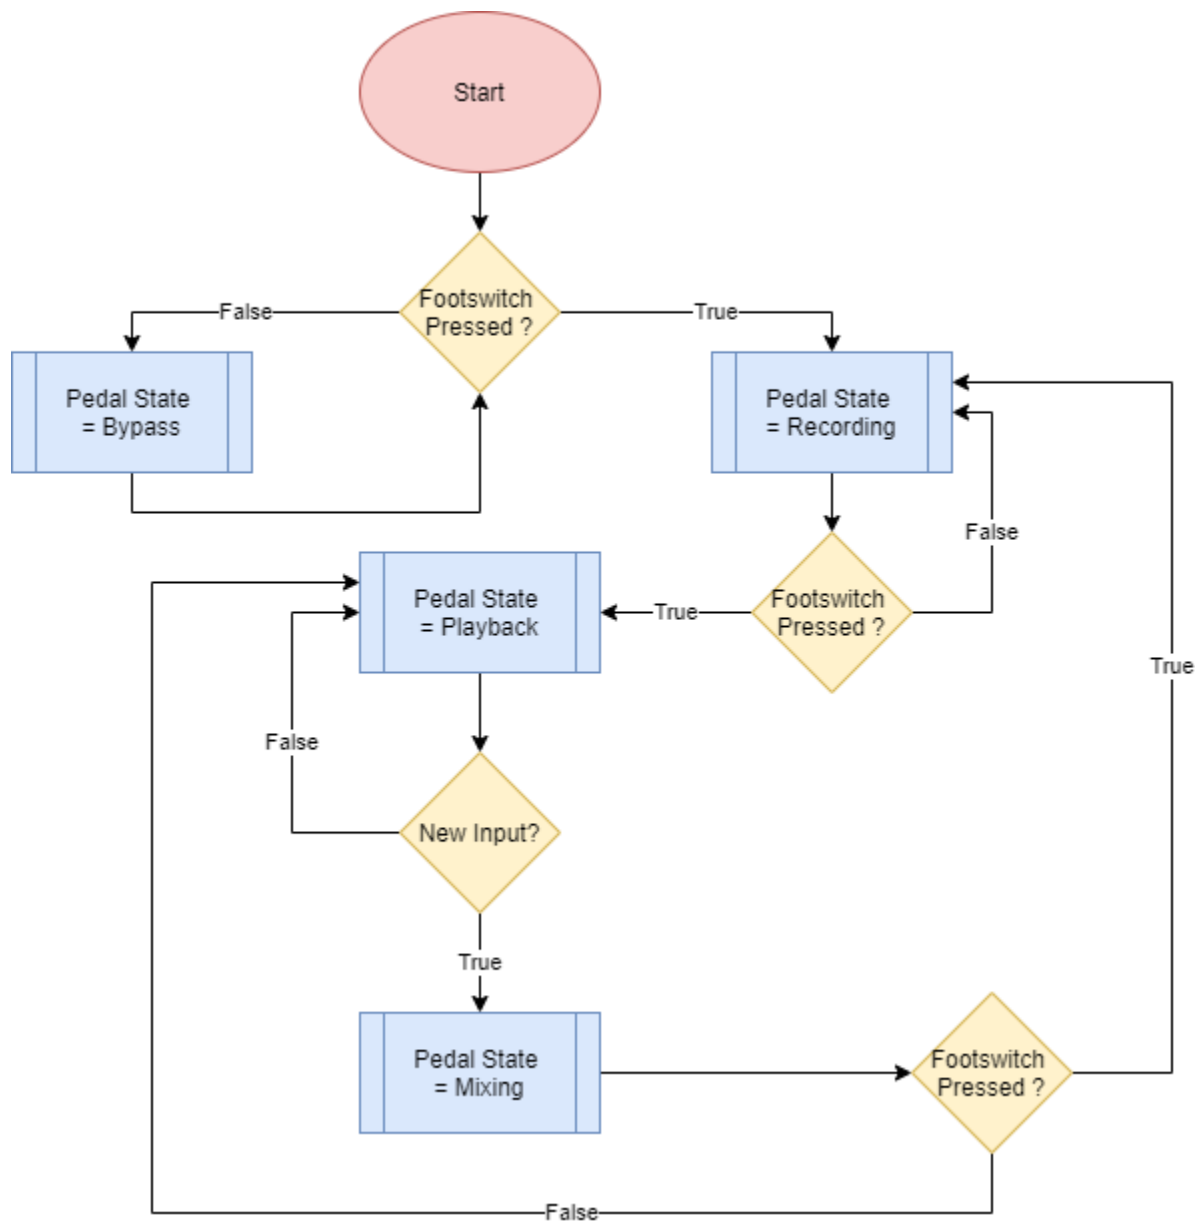 Start
Footswitch
Pressed ?
False
True
Pedal State
= Bypass
Pedal State
= Recording
False
Pedal State
= Playback
True
Footswitch
Pressed ?
True
False
New Input?
True
Pedal State
= Mixing
Footswitch
Pressed ?
False